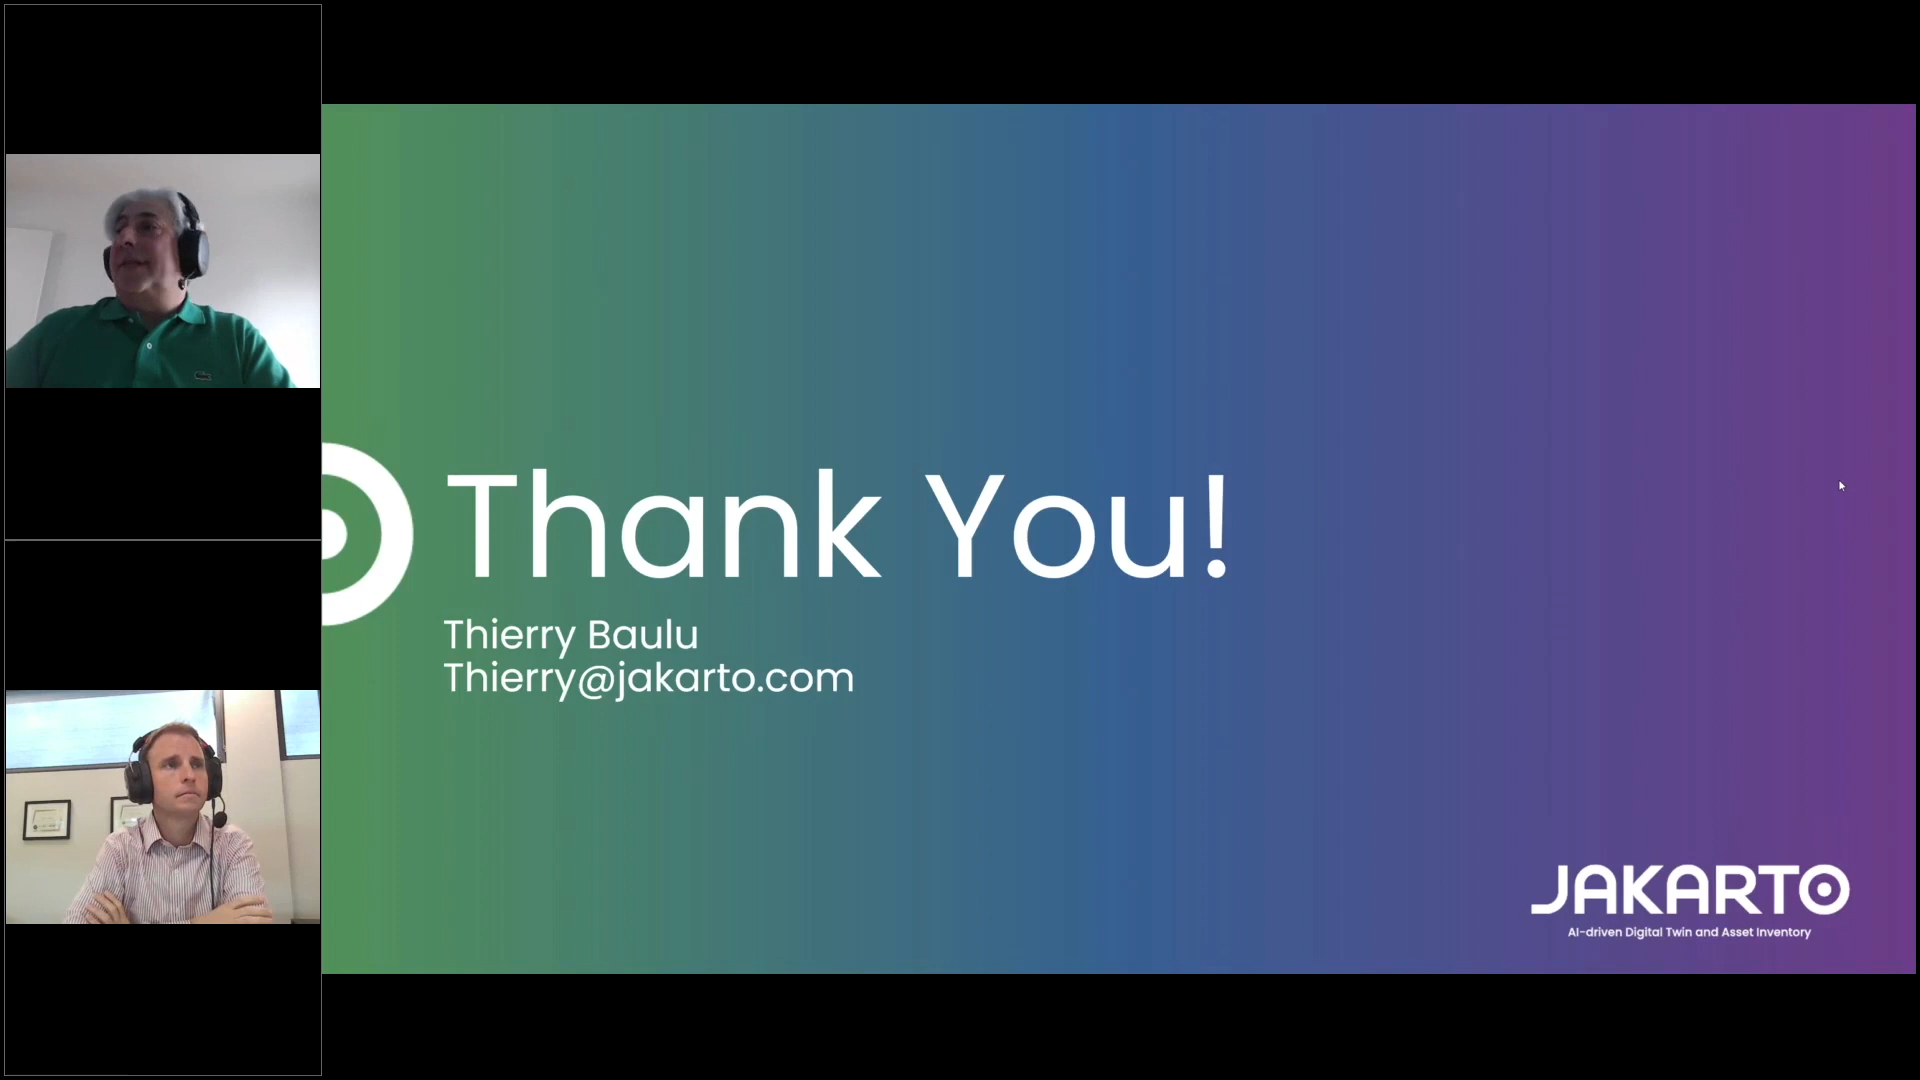 Thank You!
Thierry Baulu
Thierry@jakarto.com
JAKARTO
AI-driven Digital Twin and Asset Inventory